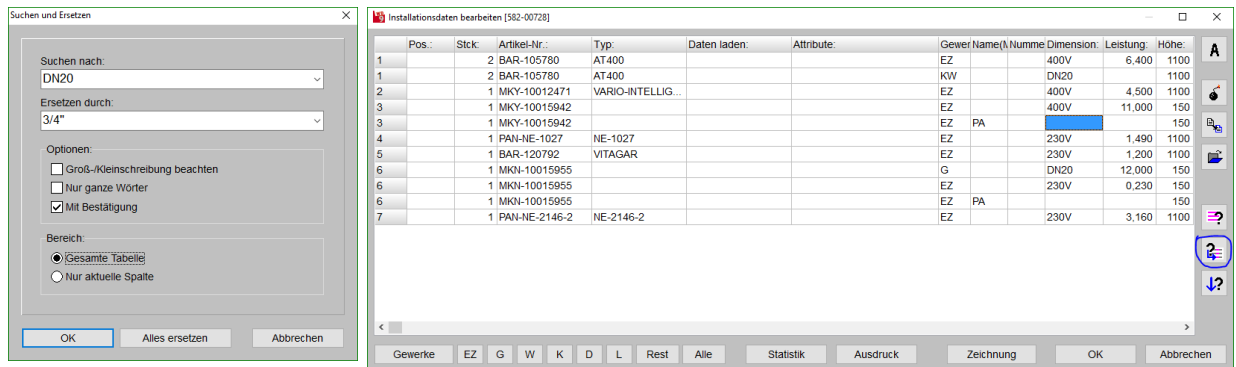 Suchen und Ersetzen
Suchen nach:
DN20
Ersetzen durch:
3/4"
Optionen:
Groß-/Kleinschreibung beachten
Nur ganze Wörter
Mit Bestätigung
Bereich:
Gesamte Tabelle
Nur aktuelle Spalte
OK Alles ersetzen Abbrechen
Installationsdaten bearbeiten [582-00728]
Pos.: Stck: Artikel-Nr.: Typ: Daten laden: Attribute: Gewer Name(M Numme Dimension: Leistung: Höhe:
1 2 BAR-105780 AT400 EZ 400V 6,400 1100
1 2 BAR-105780 AT400 KW DN20 1100
2 1 MKY-10012471 VARIO-INTELLIG... EZ 400V 4,500 1100
3 1 MKY-10015942 EZ 400V 11,000 150
3 1 MKY-10015942 EZ PA 150
4 1 PAN-NE-1027 NE-1027 EZ 230V 1,490 1100
5 1 BAR-120792 VITAGAR EZ 230V 1,200 1100
6 1 MKN-10015955 G DN20 12,000 150
6 1 MKN-10015955 EZ 230V 0,230 150
6 1 MKN-10015955 EZ PA 150
7 1 PAN-NE-2146-2 NE-2146-2 EZ 230V 3,160 1100
A
Gewerke EZ G W K D L Rest Alle Statistik Ausdruck Zeichnung OK Abbrechen